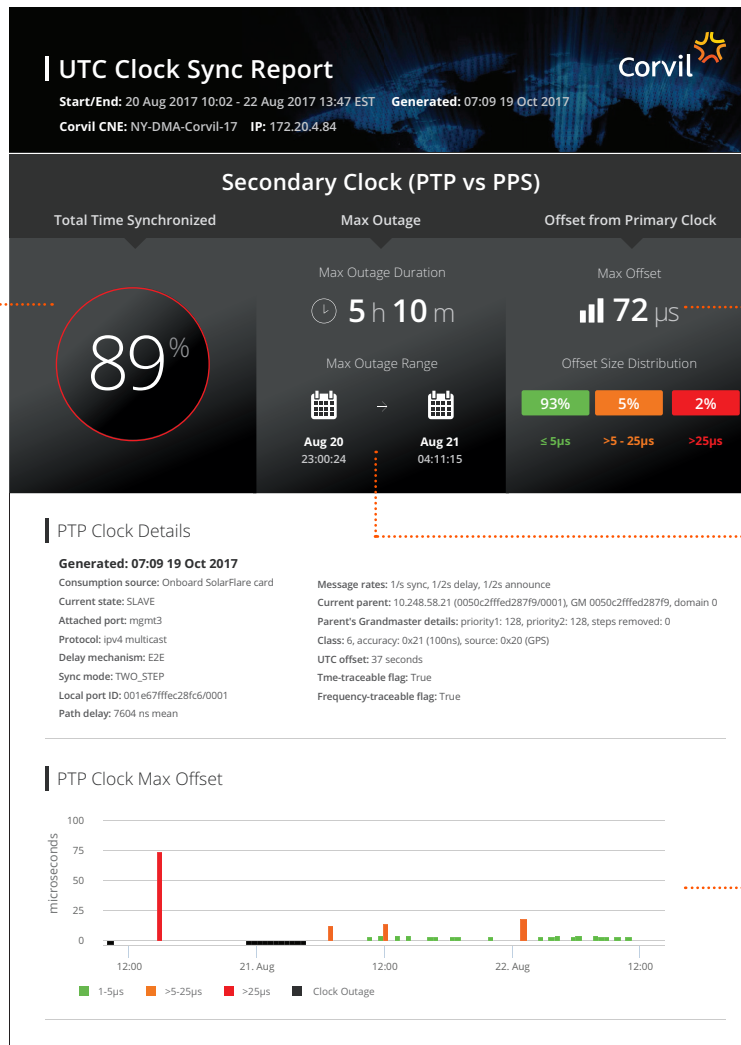 UTC Clock Sync Report
Corvil
Start/End: 20 Aug 2017 10:02 - 22 Aug 2017 13:47 EST Generated: 07:09 19 Oct 2017
Corvil CNE: NY-DMA-Corvil-17 IP: 172.20.4.84
Secondary Clock (PTP vs PPS)
Total Time Synchronized
89%
Max Outage
Max Outage Duration
5 h 10 m
Max Outage Range
Aug 20
23:00:24
Aug 21
04:11:15
Offset from Primary Clock
Max Offset
72 µs
Offset Size Distribution
93% 5% 2%
≤ 5µs >5 - 25µs >25µs
PTP Clock Details
Generated: 07:09 19 Oct 2017
Consumption source: Onboard SolarFlare card
Current state: SLAVE
Attached port: mgmt3
Protocol: ipv4 multicast
Delay mechanism: E2E
Sync mode: TWO_STEP
Local port ID: 001e67fffec28fc6/0001
Path delay: 7604 ns mean
Message rates: 1/s sync, 1/2s delay, 1/2s announce
Current parent: 10.248.58.21 (0050c2fffed287f9/0001), GM 0050c2fffed287f9, domain 0
Parent's Grandmaster details: priority1: 128, priority2: 128, steps removed: 0
Class: 6, accuracy: 0x21 (100ns), source: 0x20 (GPS)
UTC offset: 37 seconds
Tme-traceable flag: True
Frequency-traceable flag: True
PTP Clock Max Offset
microseconds
100
75
50
25
0
12:00 21. Aug 12:00 22. Aug 12:00
1-5µs >5-25µs >25µs Clock Outage